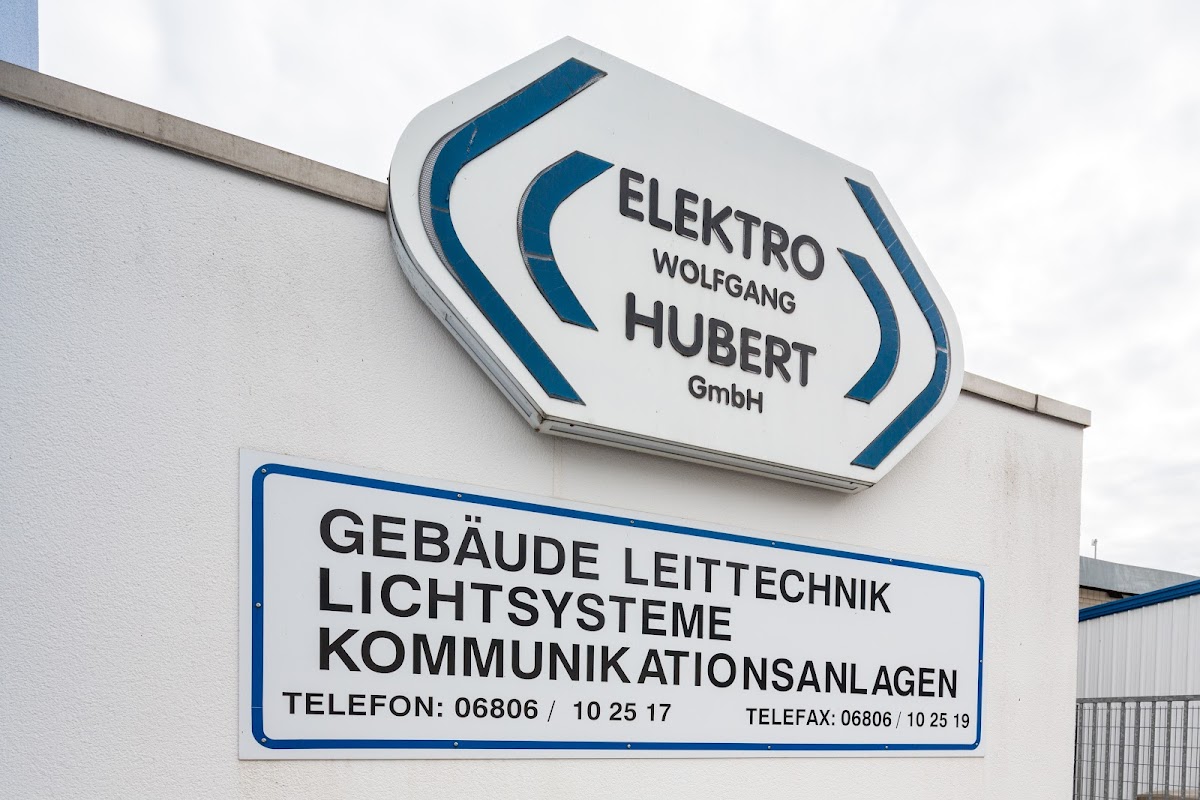 ELEKTRO
WOLFGANG
HUBERT
GmbH
GEBÄUDE LEITTECHNIK
LICHTSYSTEME
KOMMUNIKATIONSANLAGEN
TELEFON: 06806 / 10 25 17 TELEFAX: 06806 / 10 25 19